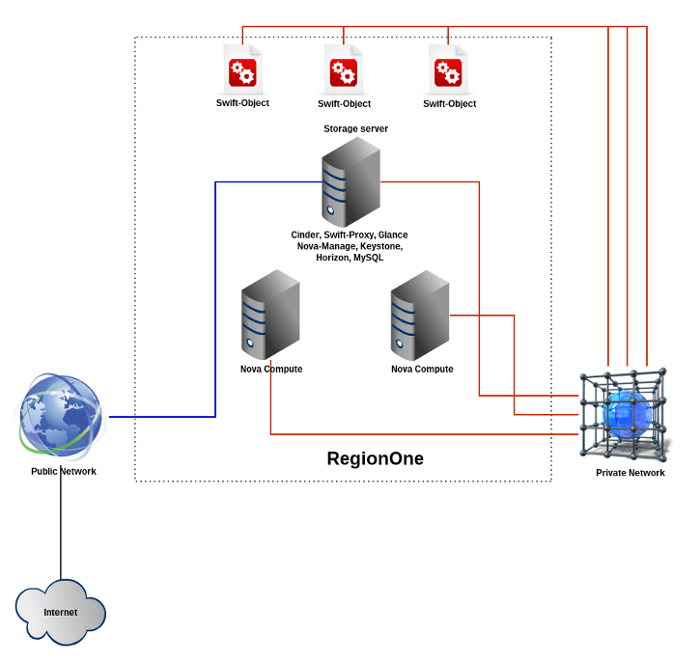 Swift-Object
Swift-Object
Swift-Object
Storage server
Cinder, Swift-Proxy, Glance
Nova-Manage, Keystone,
Horizon, MySQL
Nova Compute
Nova Compute
RegionOne
Public Network
Private Network
Internet